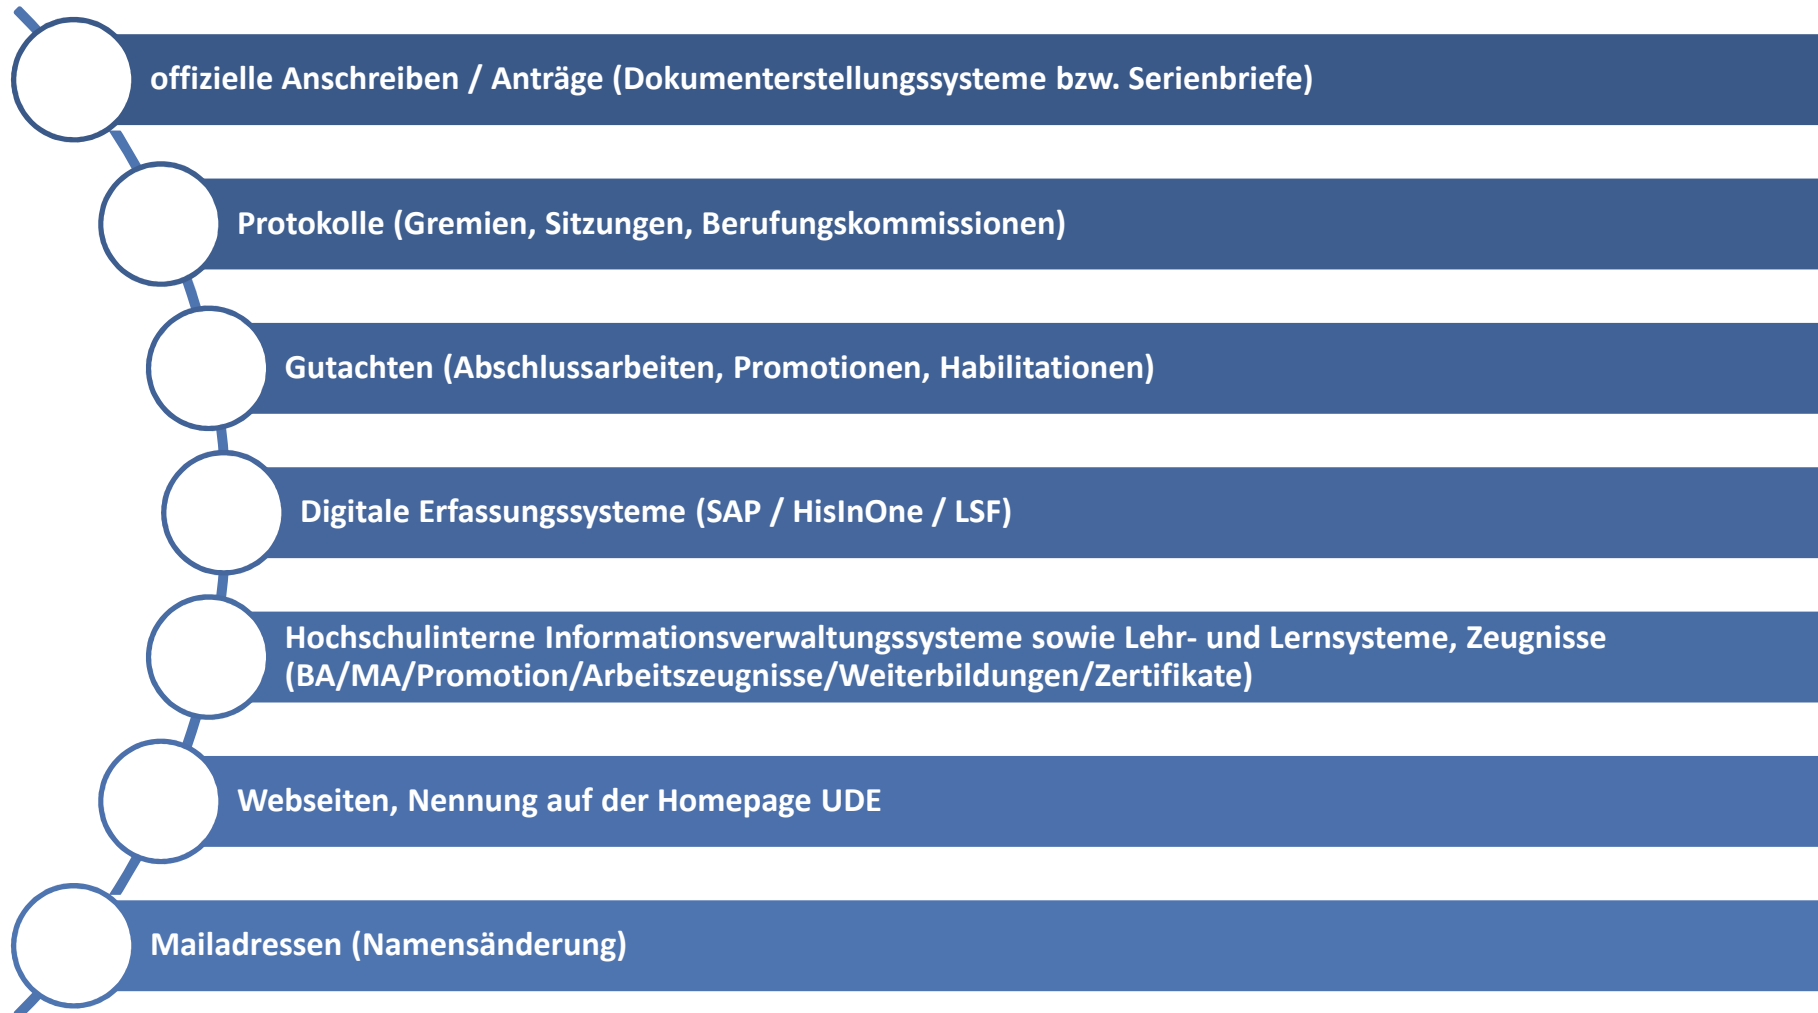 offizielle Anschreiben / Anträge (Dokumenterstellungssysteme bzw. Serienbriefe)
Protokolle (Gremien, Sitzungen, Berufungskommissionen)
Gutachten (Abschlussarbeiten, Promotionen, Habilitationen)
Digitale Erfassungssysteme (SAP / HisInOne / LSF)
Hochschulinterne Informationsverwaltungssysteme sowie Lehr- und Lernsysteme, Zeugnisse
(BA/MA/Promotion/Arbeitszeugnisse/Weiterbildungen/Zertifikate)
Webseiten, Nennung auf der Homepage UDE
Mailadressen (Namensänderung)